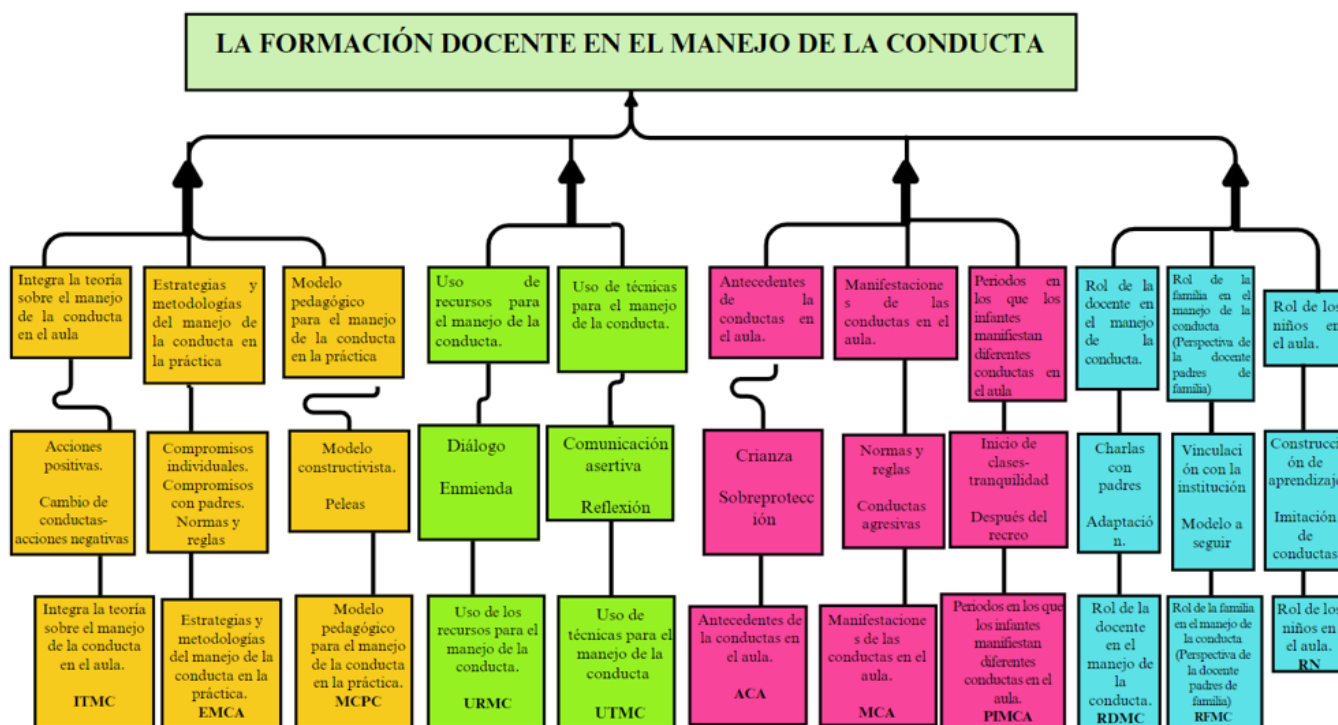 LA FORMACIÓN DOCENTE EN EL MANEJO DE LA CONDUCTA
Integra la teoría
sobre el manejo
de la conducta
en el aula
Estrategias y
metodologías
del manejo de
la conducta en
la práctica
Modelo
pedagógico
para el manejo
de la conducta
en la práctica
Uso de
recursos para
el manejo de la
conducta.
Uso de técnicas
para el manejo
de la conducta.
Antecedentes
de la
conductas en
el aula.
Manifestacione
s de las
conductas en el
aula.
Periodos en
los que los
infantes
manifiestan
diferentes
conductas en
el aula
Rol de la
docente en
el manejo
de la
conducta.
Rol de la
familia en el
manejo de la
conducta
(Perspectiva de
la docente
padres de
familia)
Rol de los
niños en
el aula.
Acciones
positivas.
Cambio de
conductas-
acciones negativas
Compromisos
individuales.
Compromisos
con padres.
Normas y
reglas
Modelo
constructivista.
Peleas
Diálogo
Enmienda
Comunicación
asertiva
Reflexión
Crianza
Sobreprotecc
ión
Normas y
reglas
Conductas
agresivas
Inicio de
clases-
tranquilidad
Después del
recreo
Charlas
con
padres
Adaptació
n.
Vinculac
ión con la
institución
Modelo a
seguir
Construcc
ión de
aprendizaje
Imitación
de
conductas
Integra la teoría
sobre el manejo
de la conducta
en el aula.
ITMC
Estrategias y
metodologías
del manejo de la
conducta en la
práctica.
EMCA
Modelo
pedagógico
para el manejo
de la conducta
en la práctica.
MCPC
Uso de los
recursos para el
manejo de la
conducta.
URMC
Uso de
técnicas para el
manejo de la
conducta
UTMC
Antecedentes de
la conductas en
el aula.
ACA
Manifestacione
s de las
conductas en el
aula.
MCA
Periodos en los que
los infantes
manifiestan
diferentes
conductas en el
aula.
PIMCA
Rol de la
docente en
el manejo de
la
conducta.
RDMC
Rol de la familia
en el manejo de la
conducta
(Perspectiva de
la docente
padres de
familia)
RFMC
Rol de los
niños en
el aula.
RN